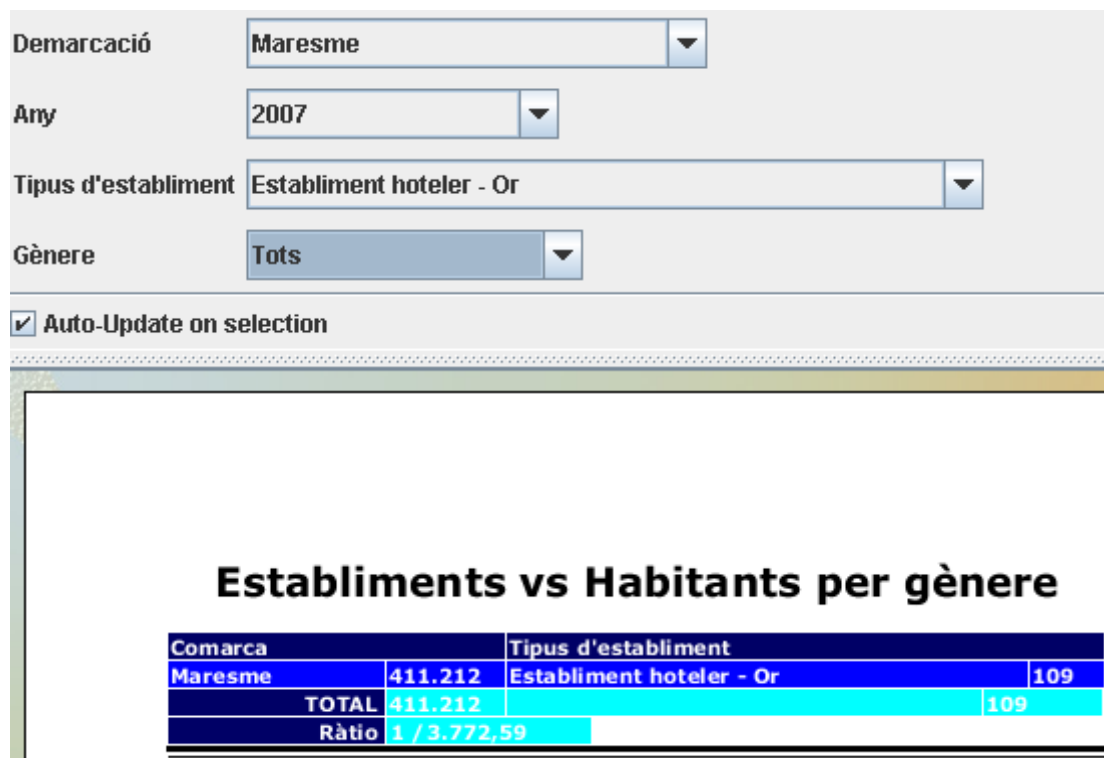 Demarcació Maresme
Any 2007
Tipus d'establiment Establiment hoteler - Or
Gènere Tots
Auto-Update on selection
Establiments vs Habitants per gènere
Comarca Tipus d'establiment
Maresme 411.212 Establiment hoteler - Or 109
TOTAL 411.212 109
Ràtio 1 / 3.772,59